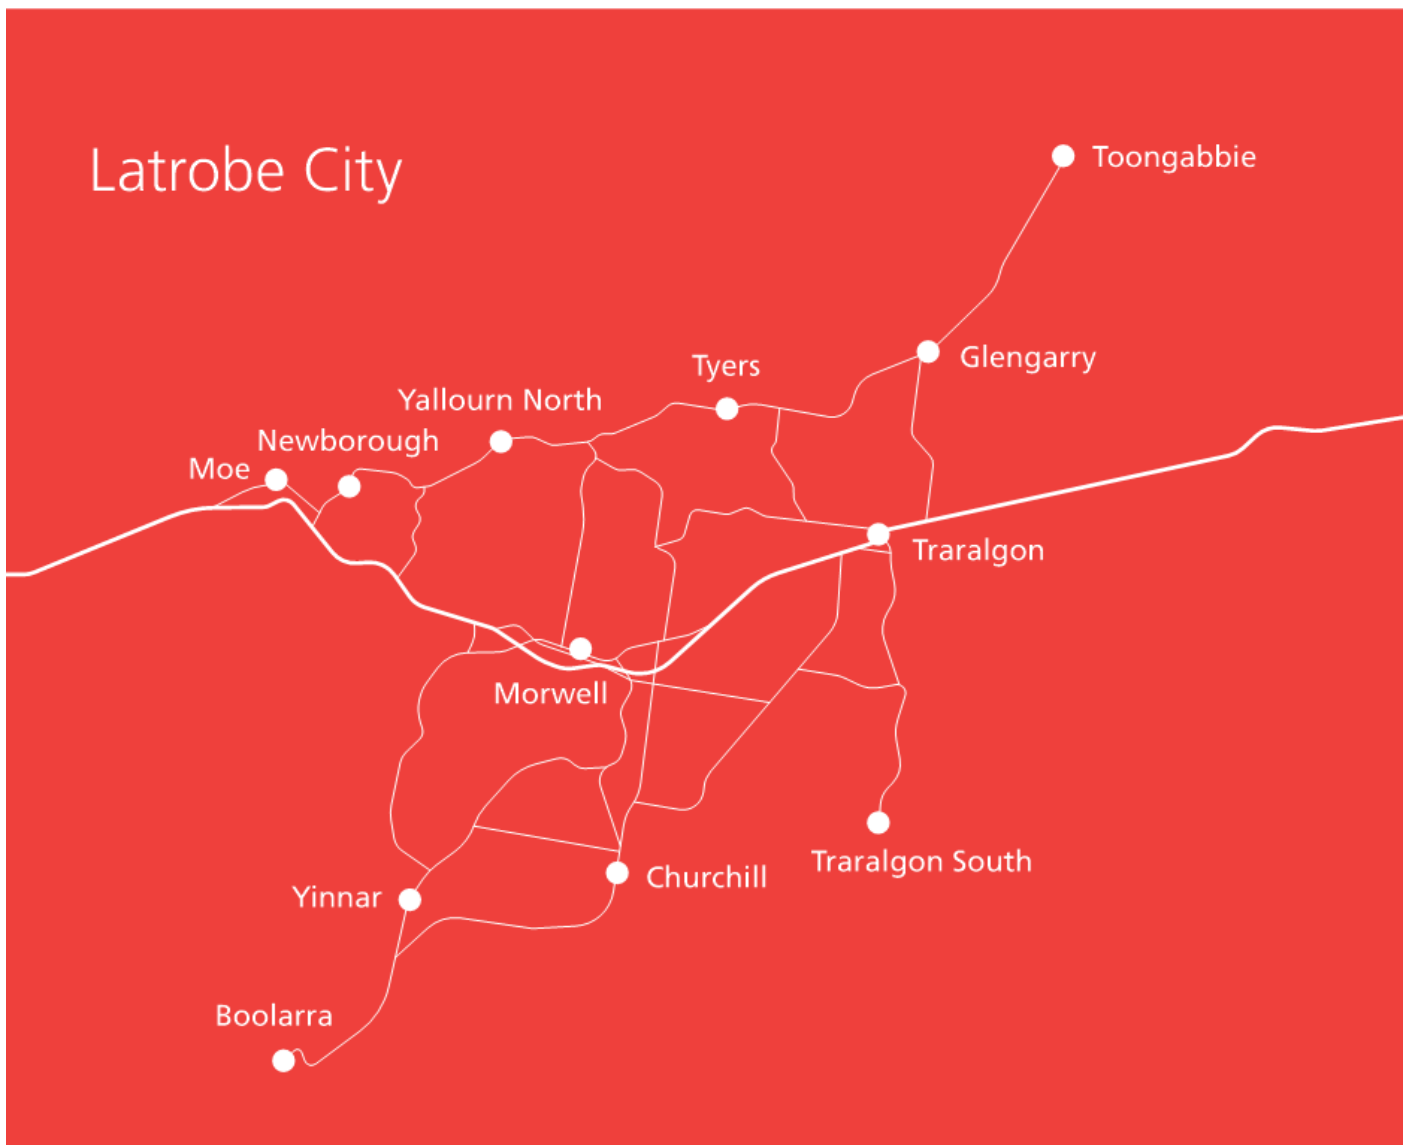 Latrobe City
Toongabbie
Glengarry
Tyers
Yallourn North
Newborough
Moe
Traralgon
Morwell
Traralgon South
Churchill
Yinnar
Boolarra